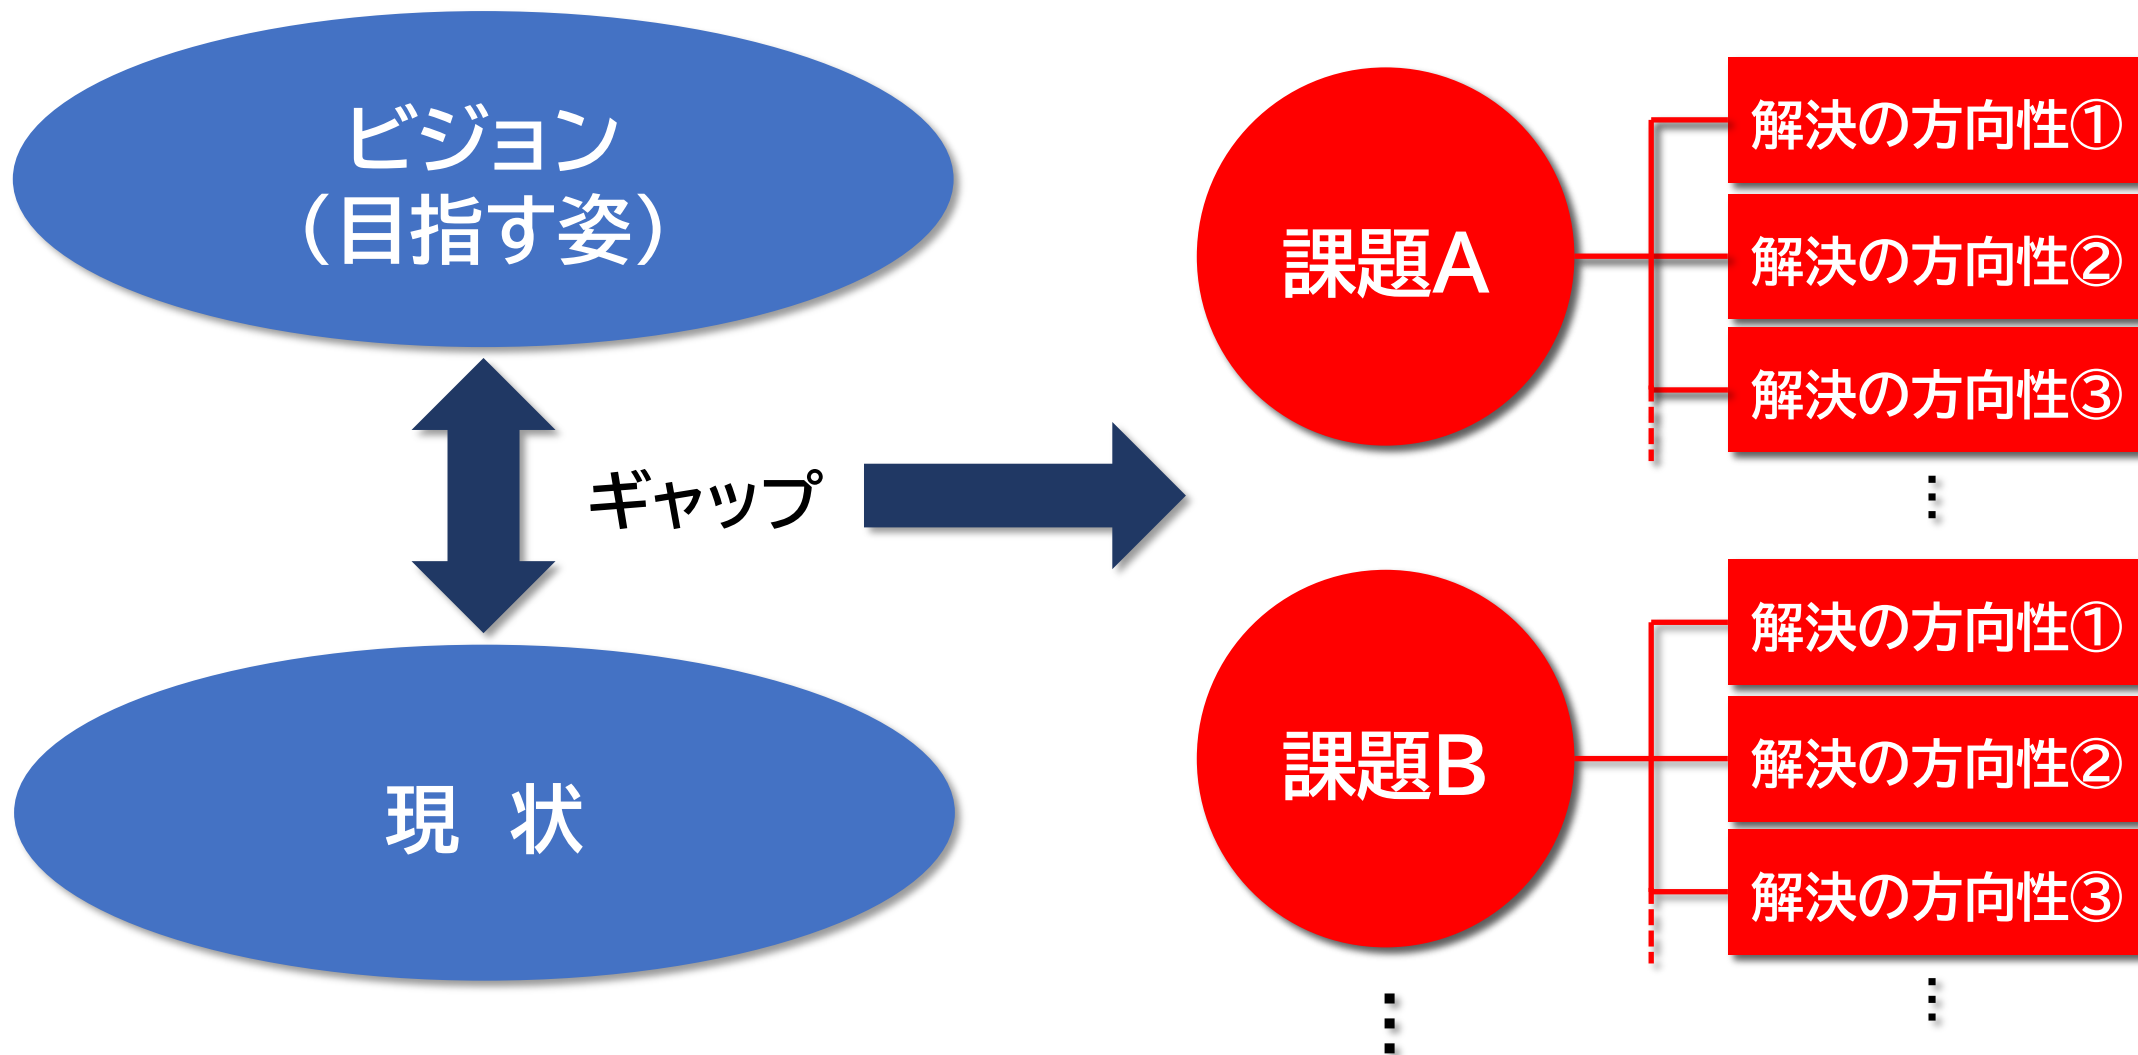 ビジョン
（目指す姿）
ギャップ
現　状
課題A
解決の方向性①
解決の方向性②
解決の方向性③
⋮
課題B
解決の方向性①
解決の方向性②
解決の方向性③
⋮
⋮